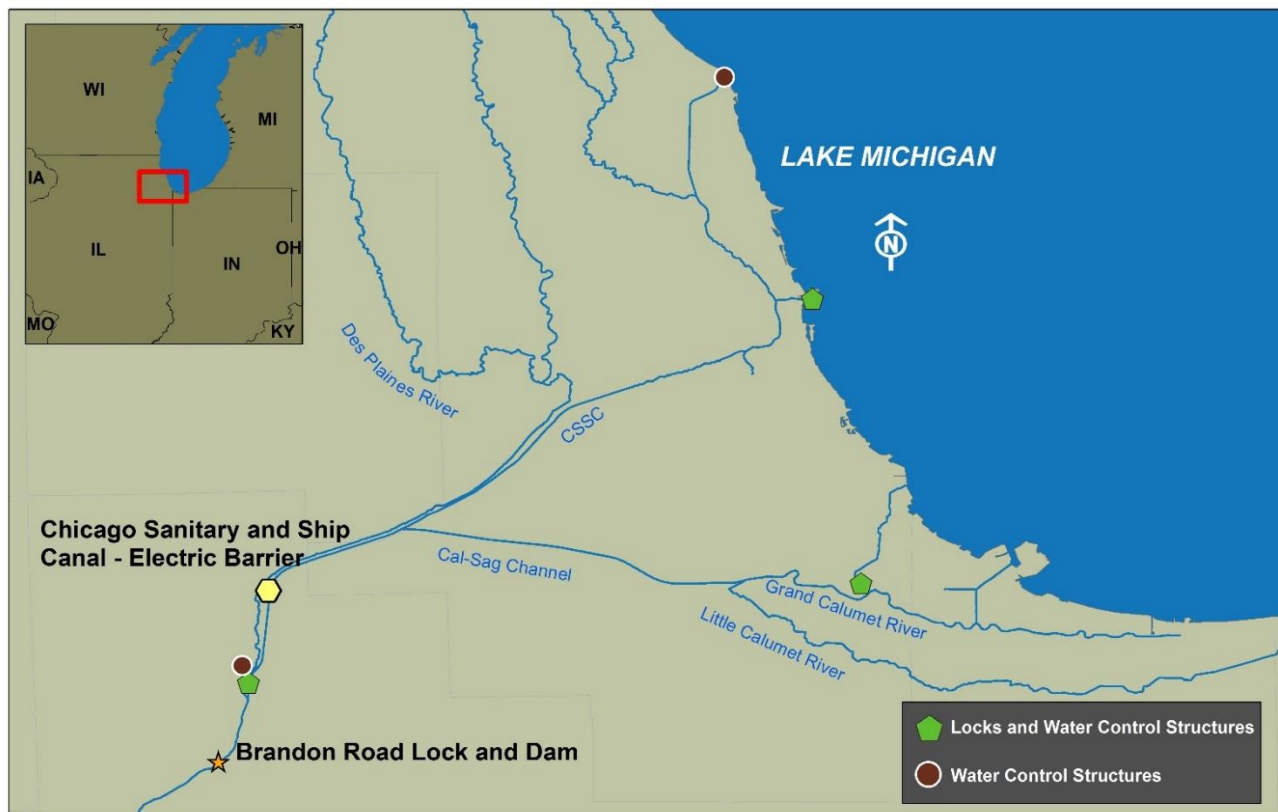 WI
MI
IA
IL
IN
OH
MO
KY
LAKE MICHIGAN
N
Des Plaines River
CSSC
Chicago Sanitary and Ship
Canal - Electric Barrier
Cal-Sag Channel
Grand Calumet River
Little Calumet River
Brandon Road Lock and Dam
Locks and Water Control Structures
Water Control Structures